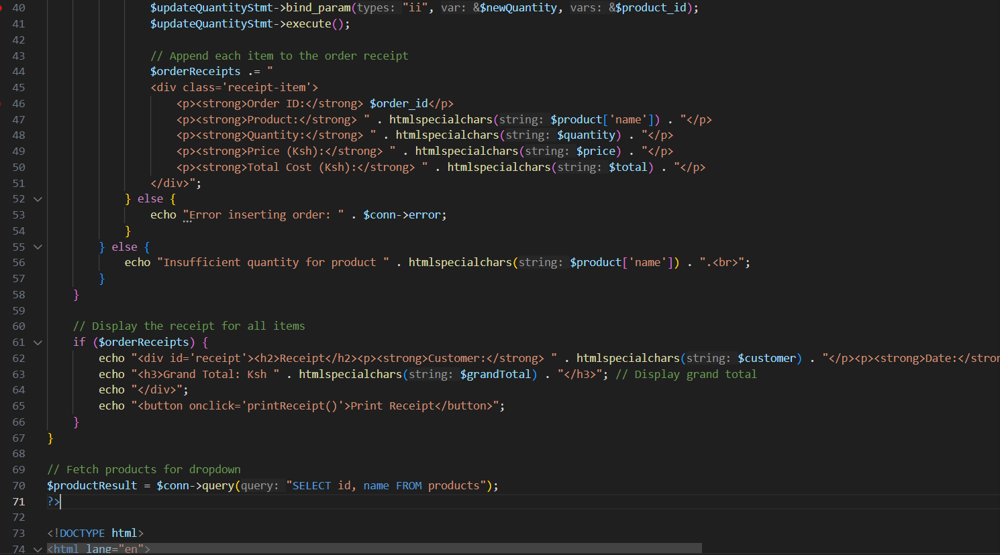 40 $updateQuantityStmt->bind_param(types: "ii", var: &$newQuantity, vars: &$product_id);
41 $updateQuantityStmt->execute();
42
43 // Append each item to the order receipt
44 $orderReceipts .= "
45 <div class='receipt-item'>
46 <p><strong>Order ID:</strong> $order_id</p>
47 <p><strong>Product:</strong> " . htmlspecialchars(string: $product['name']) . "</p>
48 <p><strong>Quantity:</strong> " . htmlspecialchars(string: $quantity) . "</p>
49 <p><strong>Price (Ksh):</strong> " . htmlspecialchars(string: $price) . "</p>
50 <p><strong>Total Cost (Ksh):</strong> " . htmlspecialchars(string: $total) . "</p>
51 </div>";
52 } else {
53 echo "Error inserting order: " . $conn->error;
54 }
55 } else {
56 echo "Insufficient quantity for product " . htmlspecialchars(string: $product['name']) . ".<br>";
57 }
58 }
59
60 // Display the receipt for all items
61 if ($orderReceipts) {
62 echo "<div id='receipt'><h2>Receipt</h2><p><strong>Customer:</strong> " . htmlspecialchars(string: $customer) . "</p><p><strong>Date:</stron
63 echo "<h3>Grand Total: Ksh " . htmlspecialchars(string: $grandTotal) . "</h3>"; // Display grand total
64 echo "</div>";
65 echo "<button onclick='printReceipt()'>Print Receipt</button>";
66 }
67 }
68
69 // Fetch products for dropdown
70 $productResult = $conn->query(query: "SELECT id, name FROM products");
71 ?>
72
73 <!DOCTYPE html>
74 <html lang="en">